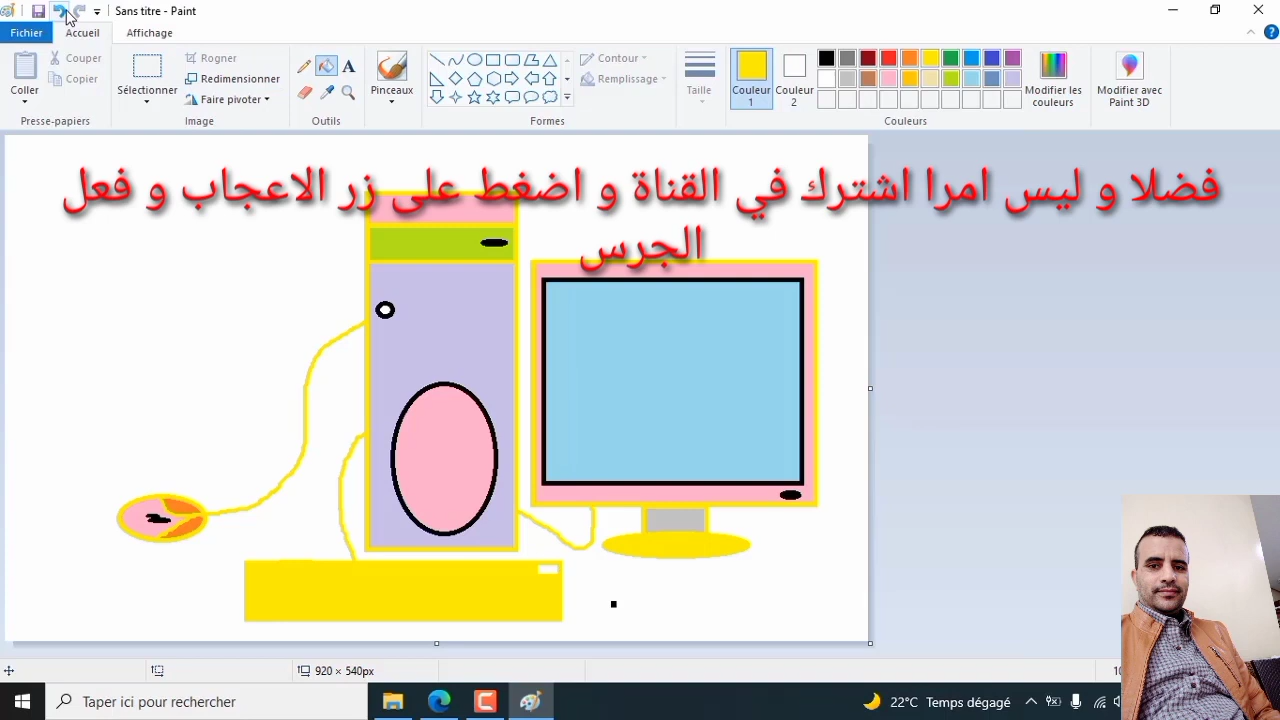 Sans titre - Paint
Fichier
Accueil
Affichage
Coller
Couper
Copier
Presse-papiers
Sélectionner
Rogner
Redimensionner
Faire pivoter
Image
A
Outils
Pinceaux
Contour
Remplissage
Formes
Taille
Couleur 1
Couleur 2
Modifier les couleurs
Couleurs
Modifier avec Paint 3D
فضلا و ليس امرا اشترك في القناة و اضغط على زر الاعجاب و فعل
الجرس
920 × 540px
Taper ici pour rechercher
22°C Temps dégagé